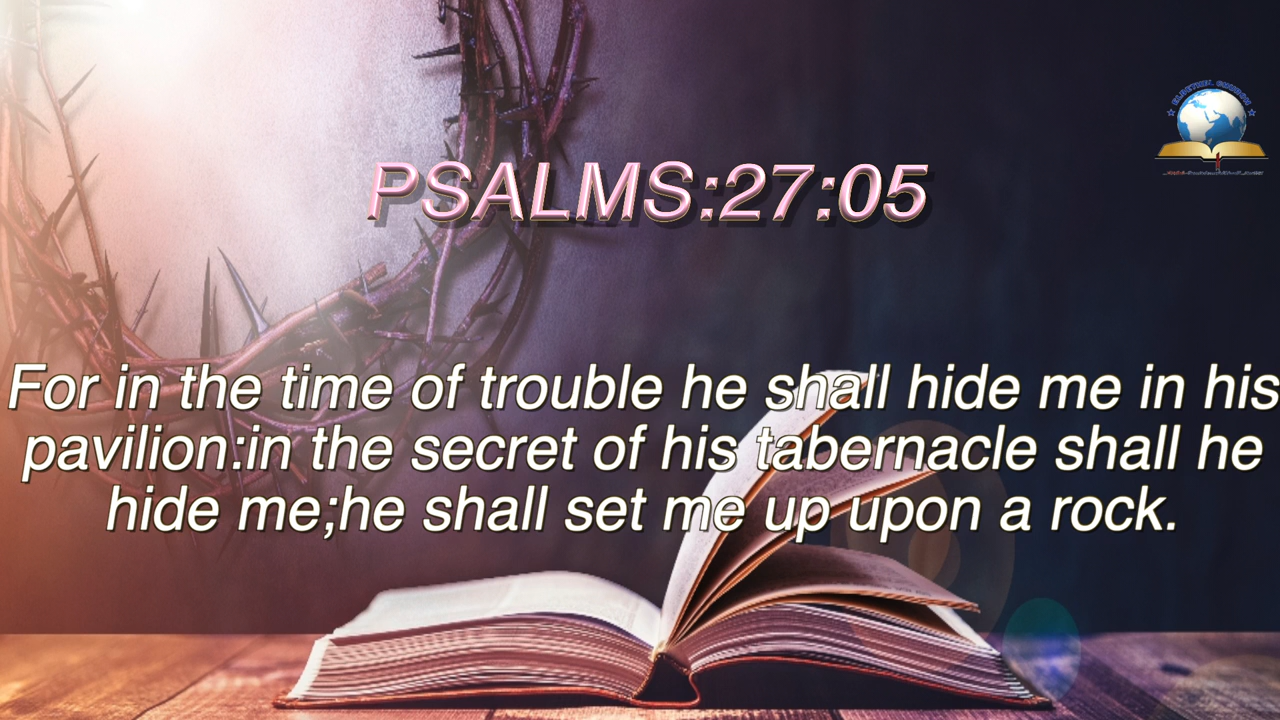 PSALMS:27:05
For in the time of trouble he shall hide me in his
pavilion:in the secret of his tabernacle shall he
hide me;he shall set me up upon a rock.